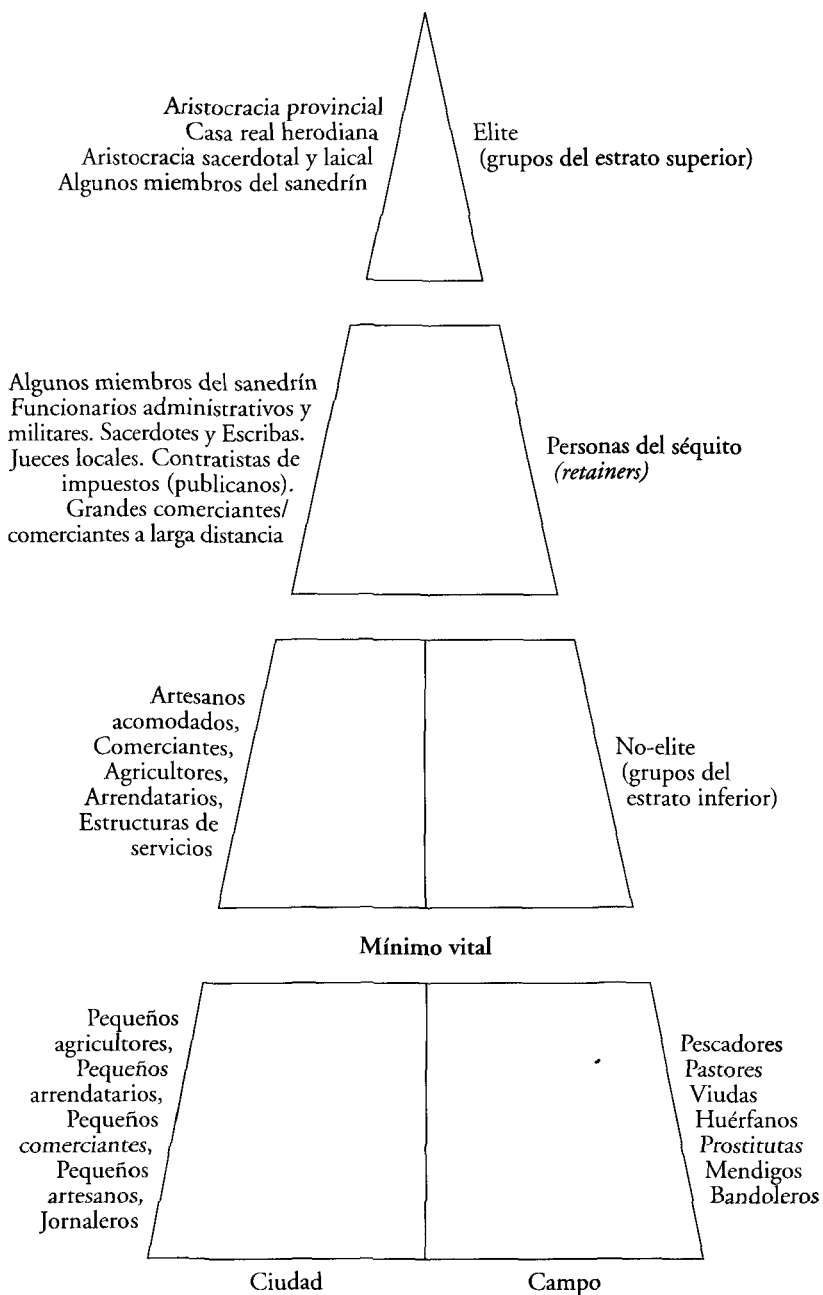 Aristocracia provincial
Casa real herodiana
Aristocracia sacerdotal y laical
Algunos miembros del sanedrín
Elite
(grupos del estrato superior)
Algunos miembros del sanedrín
Funcionarios administrativos y
militares. Sacerdotes y Escribas.
Jueces locales. Contratistas de
impuestos (publicanos).
Grandes comerciantes/
comerciantes a larga distancia
Personas del séquito
(retainers)
Artesanos
acomodados,
Comerciantes,
Agricultores,
Arrendatarios,
Estructuras de
servicios
No-elite
(grupos del
estrato inferior)
Mínimo vital
Pequeños
agricultores,
Pequeños
arrendatarios,
Pequeños
comerciantes,
Pequeños
artesanos,
Jornaleros
Pescadores
Pastores
Viudas
Huérfanos
Prostitutas
Mendigos
Bandoleros
Ciudad
Campo